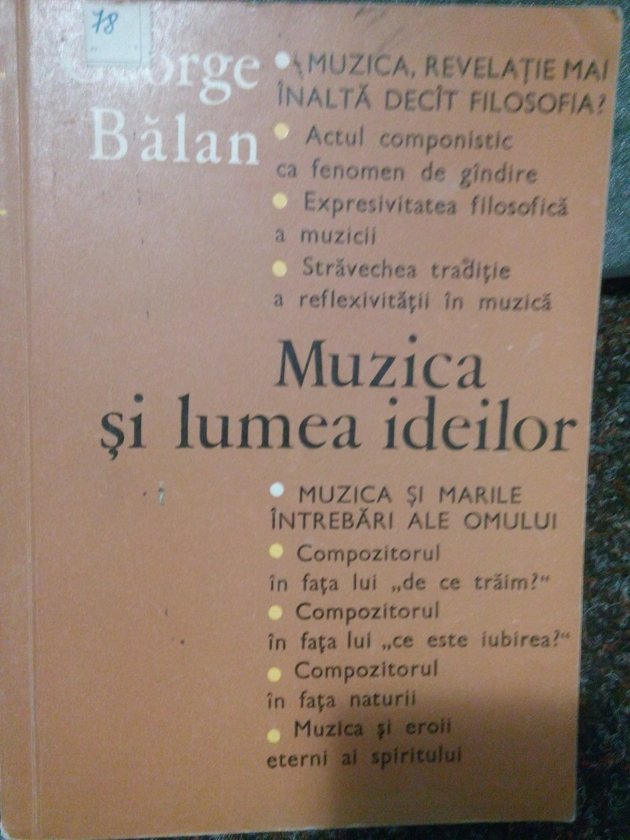 78
George
Bălan
MUZICA, REVELAȚIE MAI
ÎNALTĂ DECÎT FILOSOFIA?
Actul componistic
ca fenomen de gîndire
Expresivitatea filosofică
a muzicii
Străvechea tradiție
a reflexivității în muzică
Muzica
și lumea ideilor
MUZICA ȘI MARILE
ÎNTREBĂRI ALE OMULUI
Compozitorul
în fața lui „de ce trăim?“
Compozitorul
în fața lui „ce este iubirea?“
Compozitorul
în fața naturii
Muzica și eroii
eterni ai spiritului